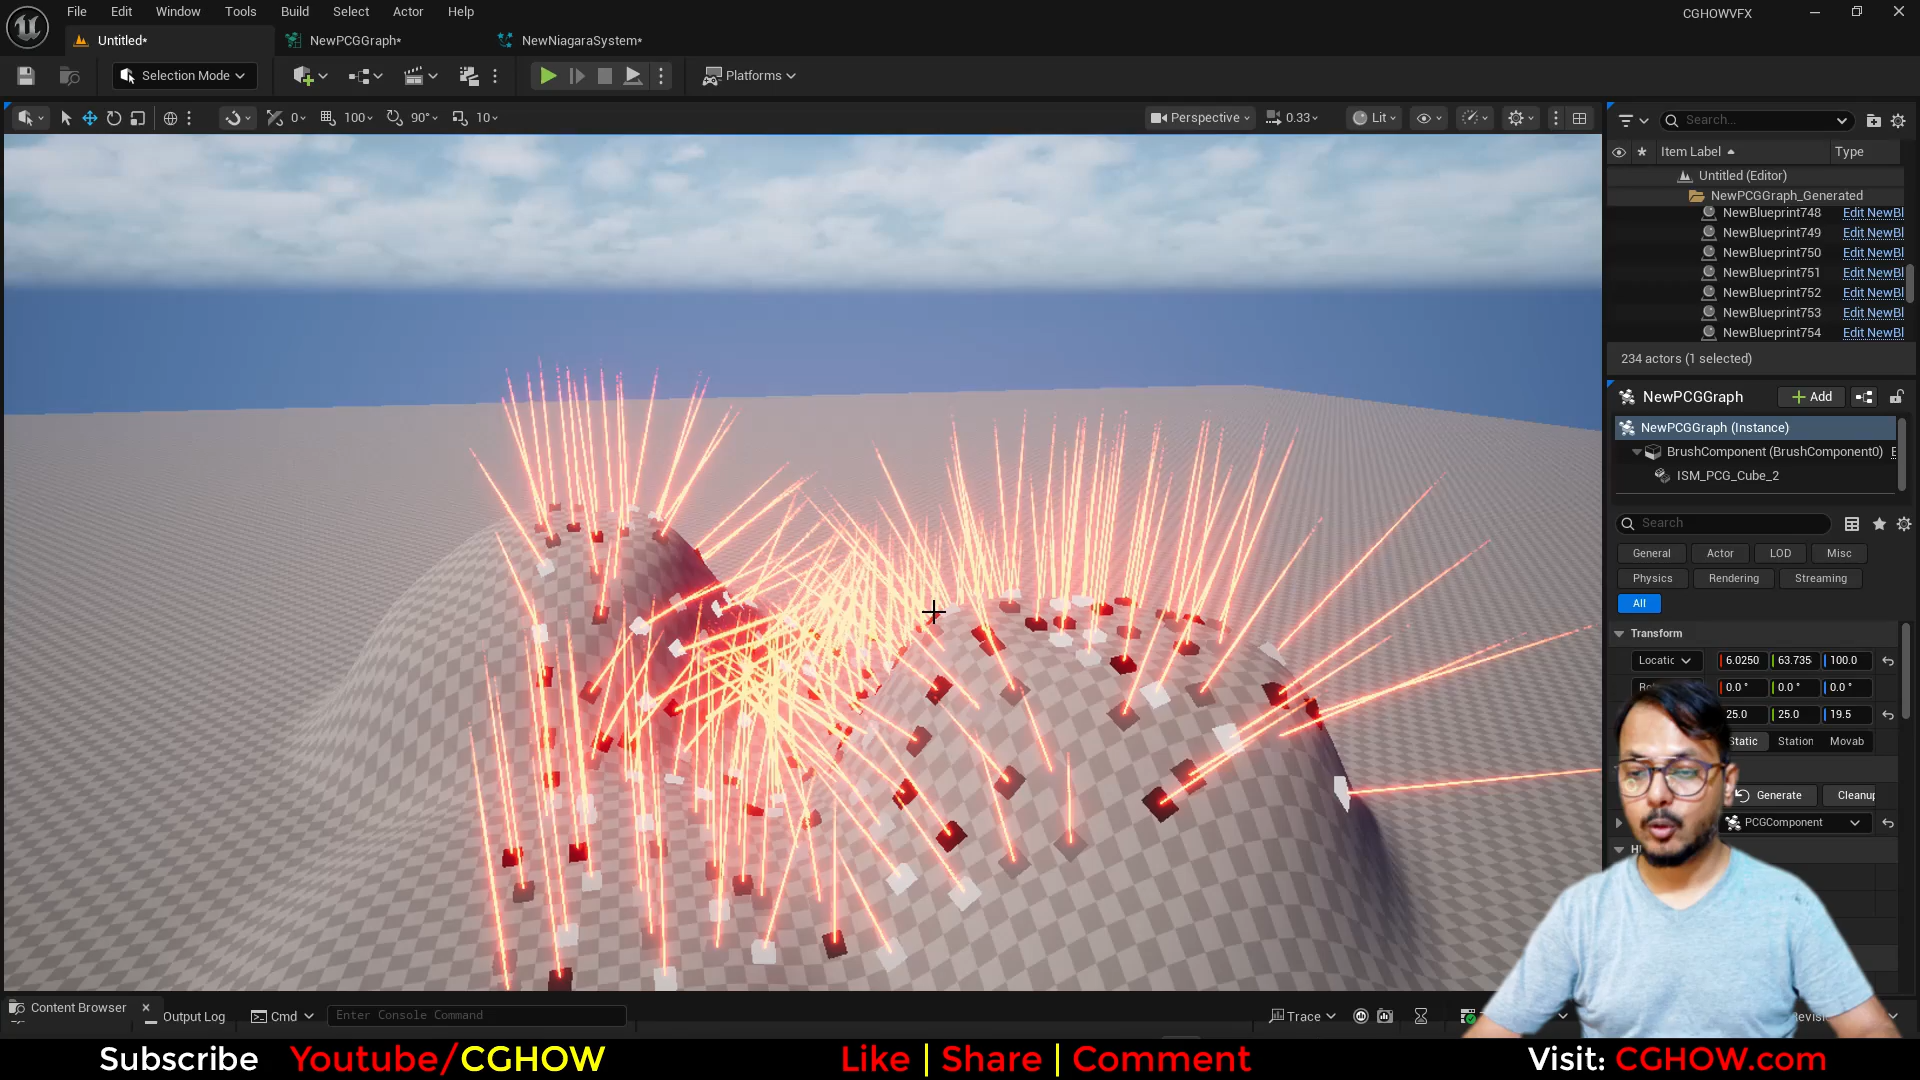 File Edit Window Tools Build Select Actor Help
CGHOWVFX
Untitled* NewPCGGraph* NewNiagaraSystem*
Selection Mode Platforms
0 100 90° 10 Perspective 0.33 Lit
Search...
Item Label Type
Untitled (Editor)
NewPCGGraph_Generated
NewBlueprint748 Edit NewBl
NewBlueprint749 Edit NewBl
NewBlueprint750 Edit NewBl
NewBlueprint751 Edit NewBl
NewBlueprint752 Edit NewBl
NewBlueprint753 Edit NewBl
NewBlueprint754 Edit NewBl
234 actors (1 selected)
NewPCGGraph Add
NewPCGGraph (Instance)
BrushComponent (BrushComponent0) E
ISM_PCG_Cube_2
Search
General Actor LOD Misc
Physics Rendering Streaming
All
Transform
Locatic 6.0250 63.735 100.0
0.0 ° 0.0 ° 0.0 °
25.0 25.0 19.5
Static Station Movab
Generate Cleanup
PCGComponent
Content Browser Output Log Cmd Enter Console Command Trace
Subscribe Youtube/CGHOW Like | Share | Comment Visit: CGHOW.com